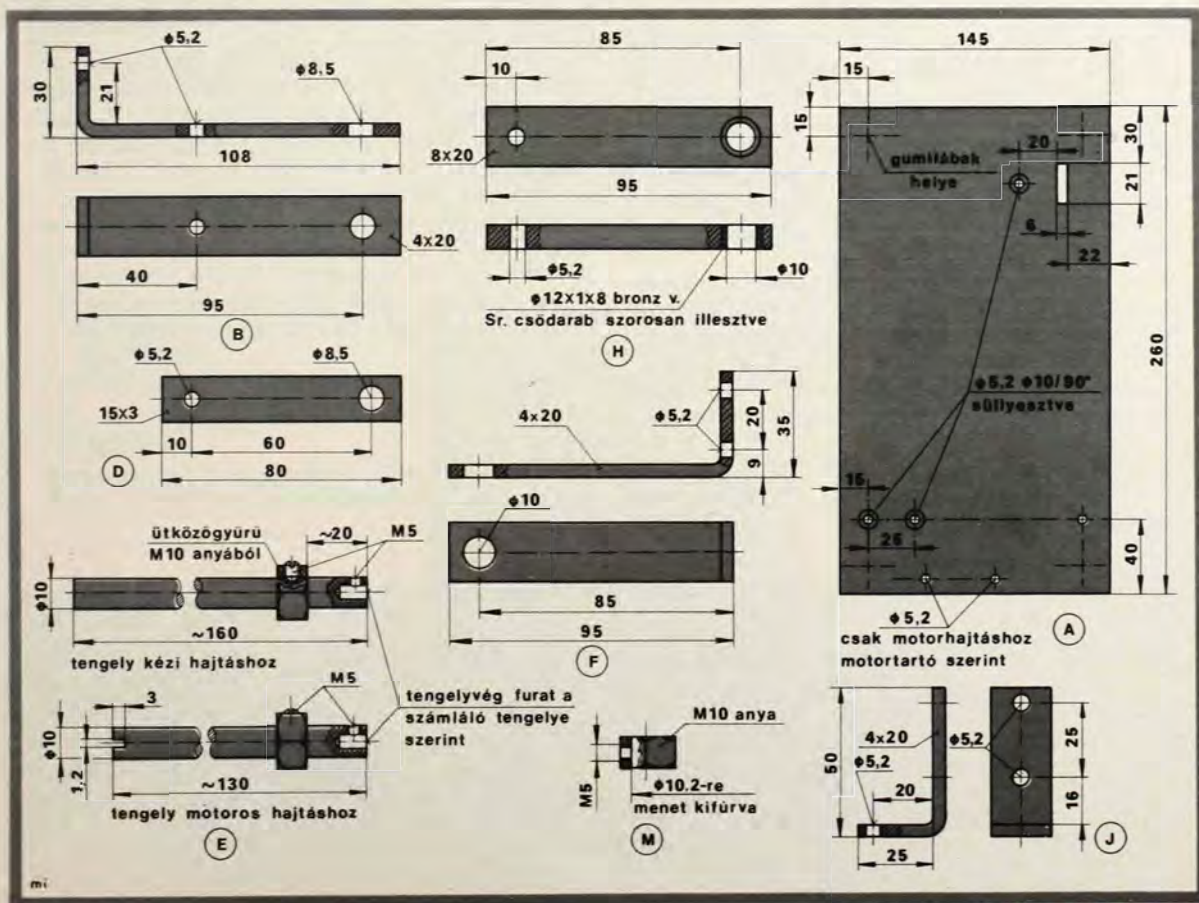 φ5,2
φ8,5
30
21
108
4x20
40
95
B
85
10
8x20
95
φ5,2
φ10
φ12x1x8 bronz v.
Sr. csődarab szorosan illesztve
H
145
15
15
30
20
gumilábak
helye
21
6
22
260
φ5,2 φ10/90°
süllyesztve
15
25
40
φ5,2
csak motorhajtáshoz
motortartó szerint
A
φ5,2
φ8,5
15x3
10
60
80
D
4x20
φ5,2
20
35
9
φ10
85
95
F
ütközőgyűrű
M10 anyából
~20
M5
φ10
~160
tengely kézi hajtáshoz
3
M5
tengelyvég furat a
számláló tengelye
szerint
φ10
1,2
~130
tengely motoros hajtáshoz
E
M10 anya
M5
φ10.2-re
menet kifúrva
M
50
4x20
φ5,2
φ5,2
20
25
25
16
J
mi